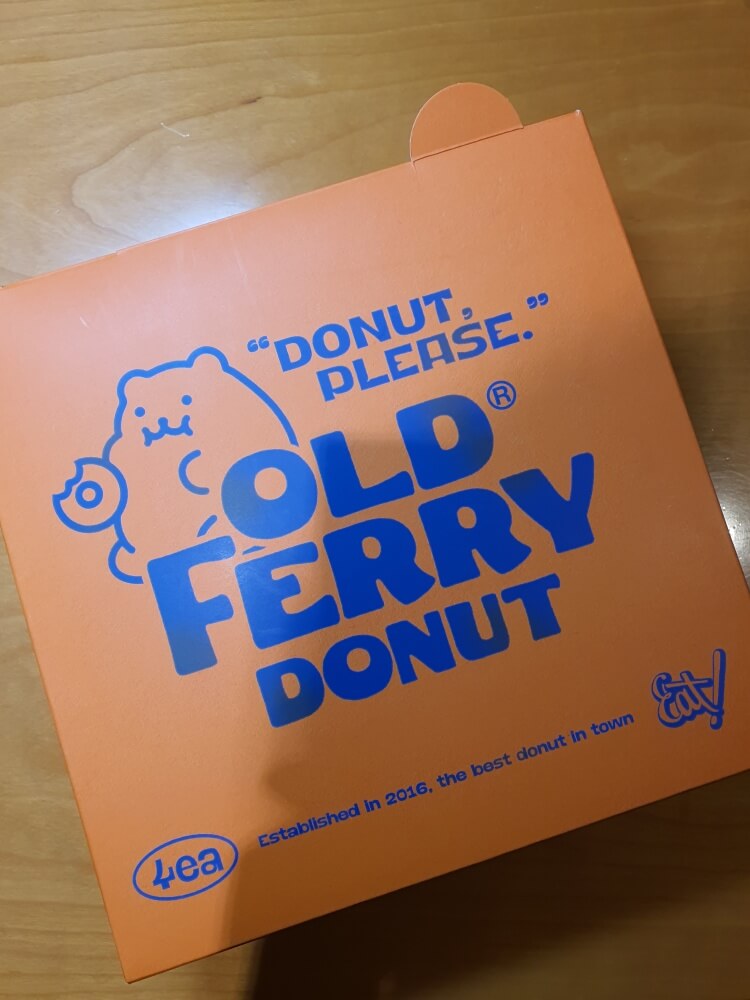 “DONUT,
PLEASE.”
OLD®
FERRY
DONUT
Eat!
Established in 2016, the best donut in town
4ea